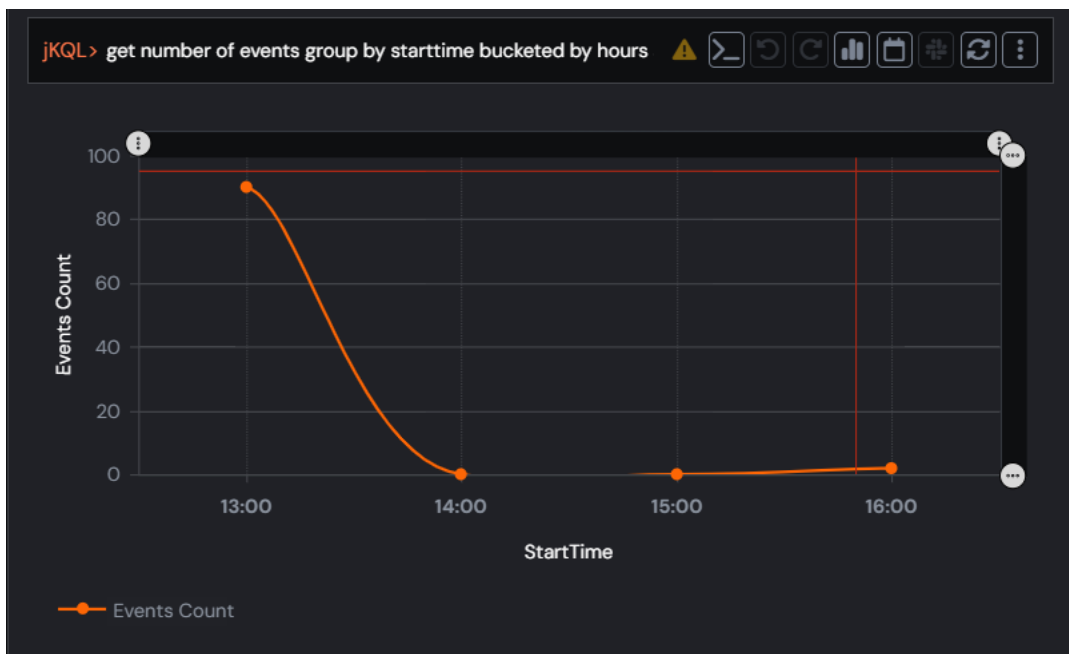 jKQL> get number of events group by starttime bucketed by hours
100
80
60
40
20
0
Events Count
13:00 14:00 15:00 16:00
StartTime
Events Count